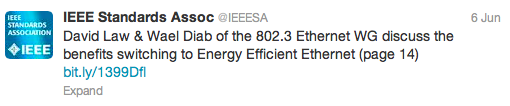 IEEE
STANDARDS
ASSOCIATION
IEEE
IEEE Standards Assoc @IEEESA 6 Jun
David Law & Wael Diab of the 802.3 Ethernet WG discuss the
benefits switching to Energy Efficient Ethernet (page 14)
bit.ly/1399Dfl
Expand